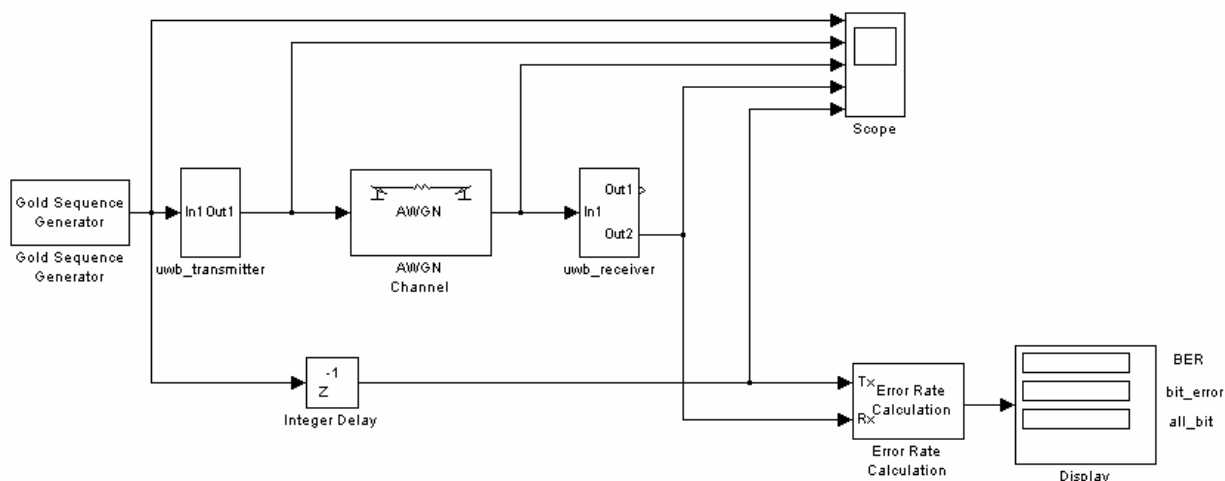 Scope
Gold Sequence
Generator
Gold Sequence
Generator
In1 Out1
uwb_transmitter
AWGN
AWGN
Channel
In1
Out1
Out2
uwb_receiver
-1
Z
Integer Delay
Tx
Rx
Error Rate
Calculation
Error Rate
Calculation
BER
bit_error
all_bit
Display